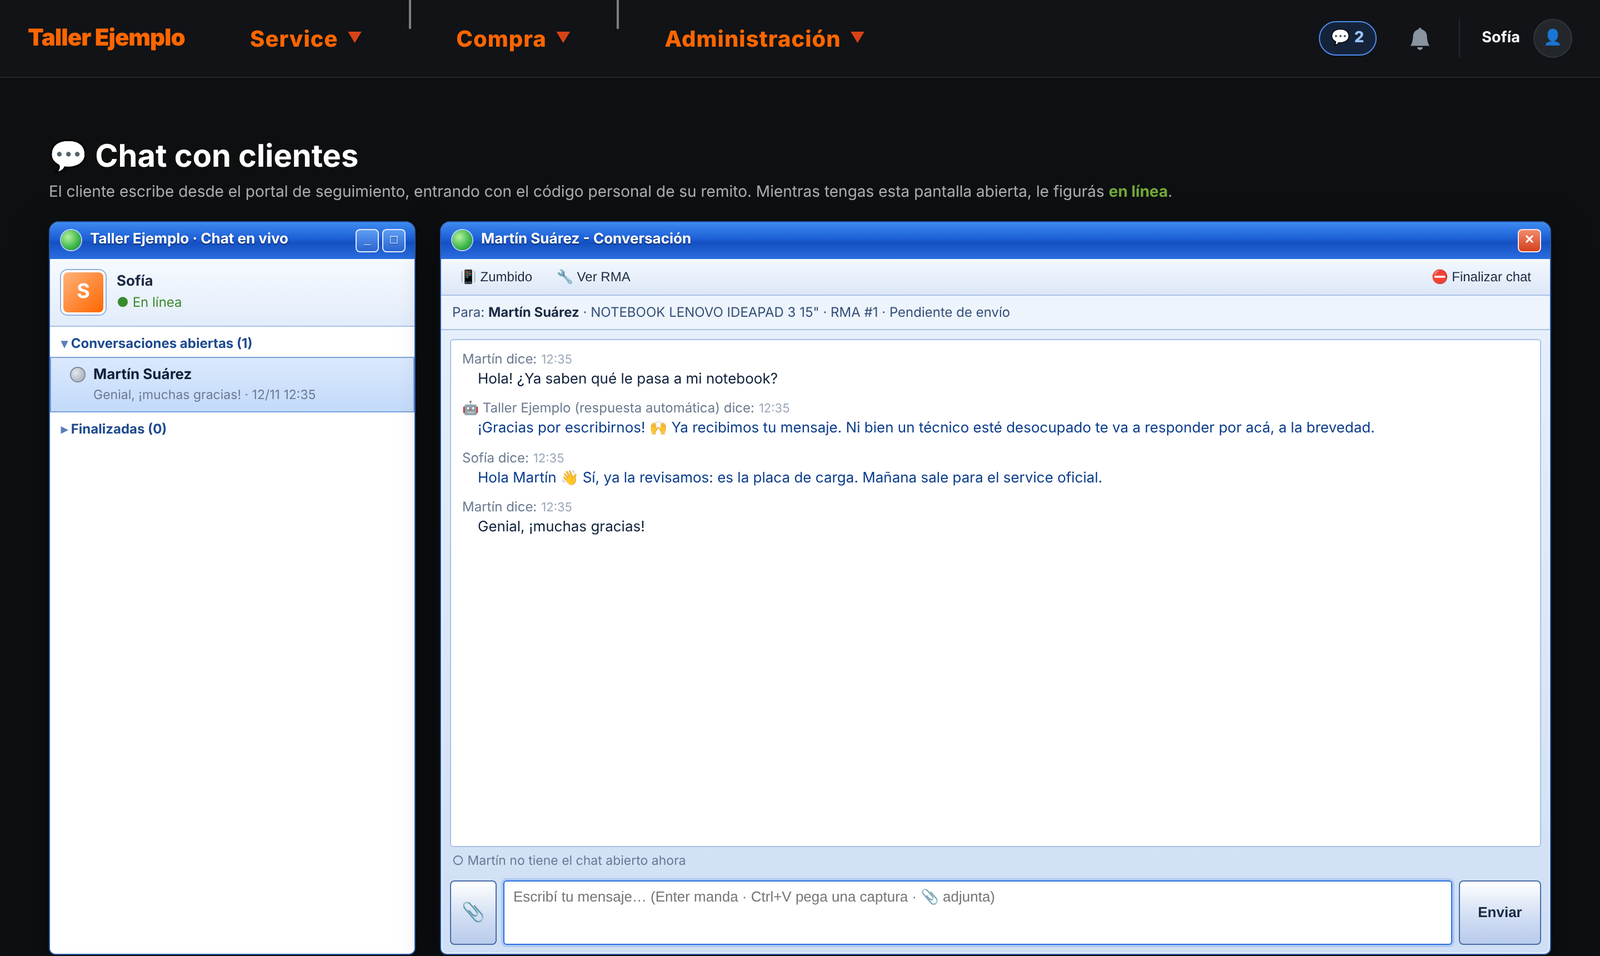 Taller Ejemplo
Service ▼
Compra ▼
Administración ▼
💬 2
Sofía
💬 Chat con clientes
El cliente escribe desde el portal de seguimiento, entrando con el código personal de su remito. Mientras tengas esta pantalla abierta, le figurás en línea.
Taller Ejemplo · Chat en vivo
S
Sofía
● En línea
▾ Conversaciones abiertas (1)
Martín Suárez
Genial, ¡muchas gracias! · 12/11 12:35
▸ Finalizadas (0)
Martín Suárez - Conversación
📳 Zumbido
🔧 Ver RMA
⛔ Finalizar chat
Para: Martín Suárez · NOTEBOOK LENOVO IDEAPAD 3 15" · RMA #1 · Pendiente de envío
Martín dice: 12:35
Hola! ¿Ya saben qué le pasa a mi notebook?
🤖 Taller Ejemplo (respuesta automática) dice: 12:35
¡Gracias por escribirnos! 🙌 Ya recibimos tu mensaje. Ni bien un técnico esté desocupado te va a responder por acá, a la brevedad.
Sofía dice: 12:35
Hola Martín 👋 Sí, ya la revisamos: es la placa de carga. Mañana sale para el service oficial.
Martín dice: 12:35
Genial, ¡muchas gracias!
○ Martín no tiene el chat abierto ahora
Escribí tu mensaje… (Enter manda · Ctrl+V pega una captura · 📎 adjunta)
Enviar